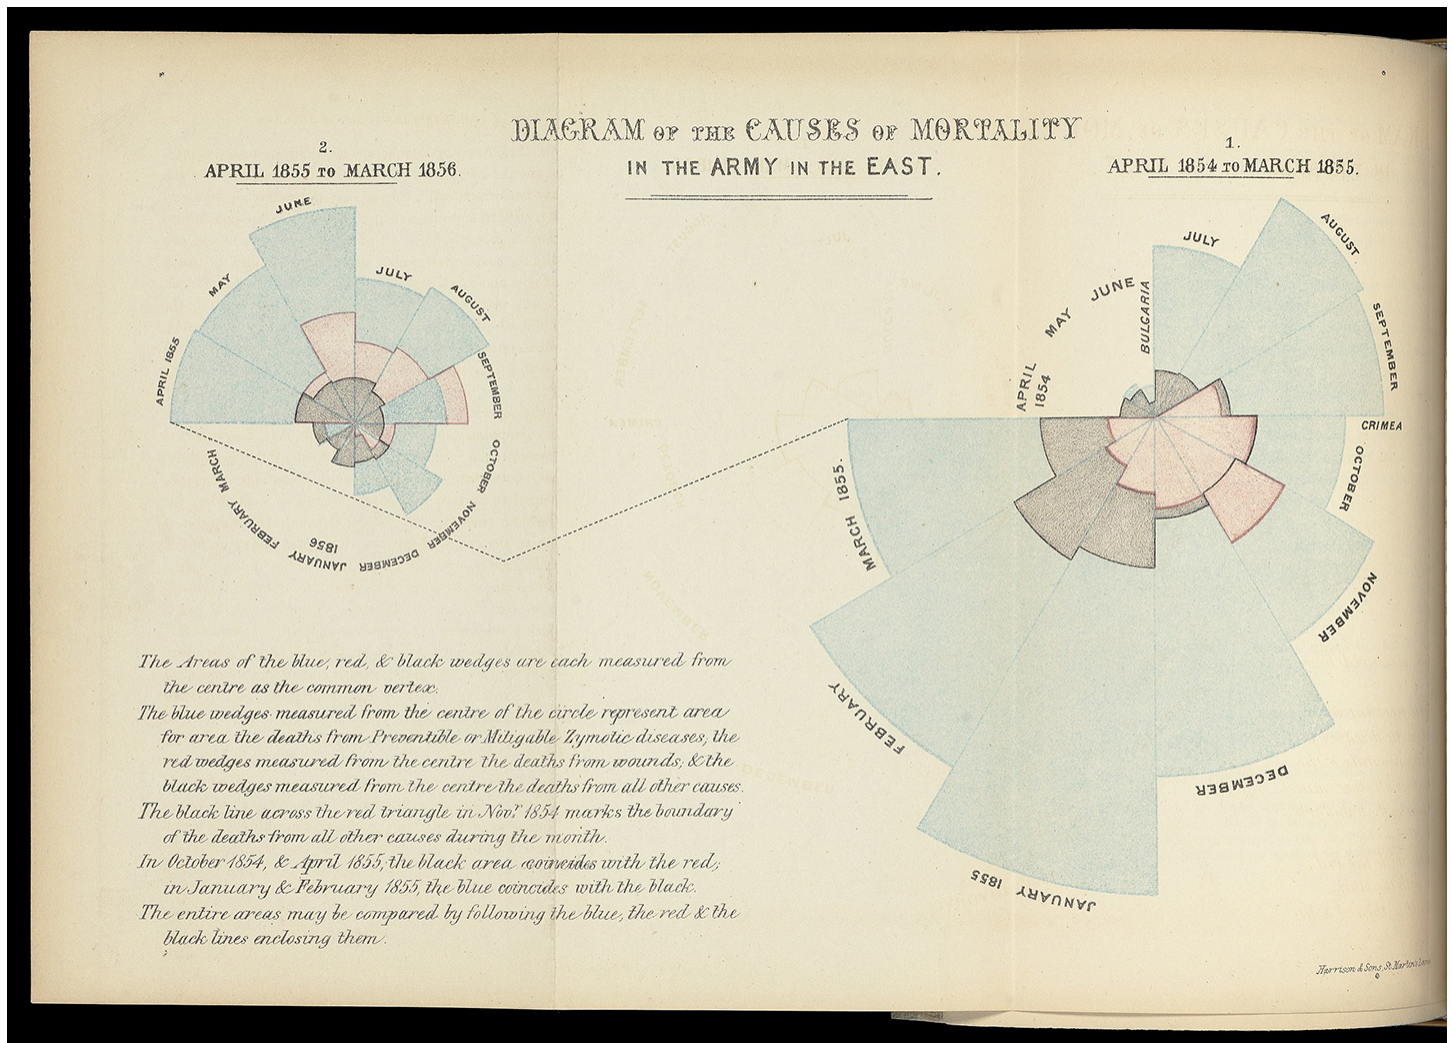 DIAGRAM OF THE CAUSES OF MORTALITY
IN THE ARMY IN THE EAST.
2.
APRIL 1855 TO MARCH 1856.
1.
APRIL 1854 TO MARCH 1855.
APRIL 1855
MAY
JUNE
JULY
AUGUST
SEPTEMBER
OCTOBER
NOVEMBER
DECEMBER
JANUARY
1856
FEBRUARY
MARCH
APRIL
1854
MAY
JUNE
BULGARIA
JULY
AUGUST
SEPTEMBER
CRIMEA
OCTOBER
NOVEMBER
DECEMBER
JANUARY 1855
FEBRUARY
MARCH 1855.
The Areas of the blue, red, & black wedges are each measured from
the centre as the common vertex.
The blue wedges measured from the centre of the circle represent area
for area the deaths from Preventible or Mitigable Zymotic diseases, the
red wedges measured from the centre the deaths from wounds; & the
black wedges measured from the centre the deaths from all other causes.
The black line across the red triangle in Novr. 1854 marks the boundary
of the deaths from all other causes during the month.
In October 1854, & April 1855, the black area coincides with the red;
in January & February 1855, the blue coincides with the black.
The entire areas may be compared by following the blue, the red & the
black lines enclosing them.
Harrison & Sons, St. Martin's Lane